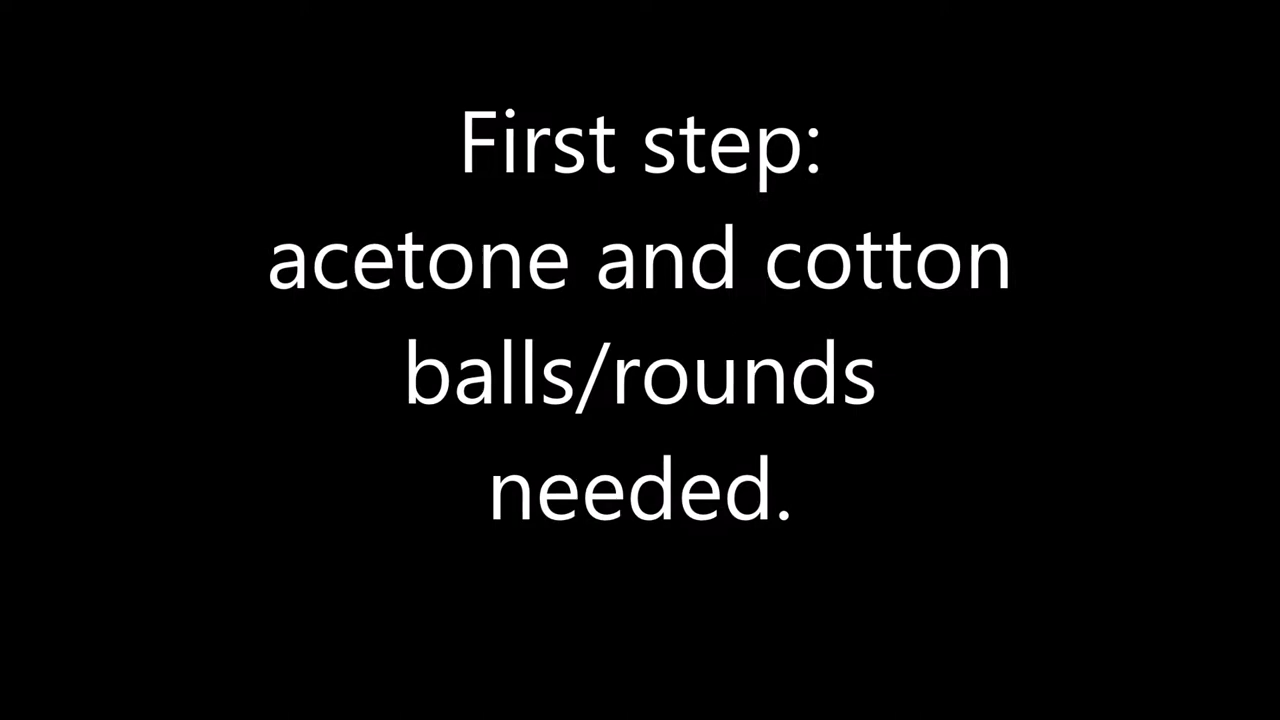 First step:
acetone and cotton
balls/rounds
needed.